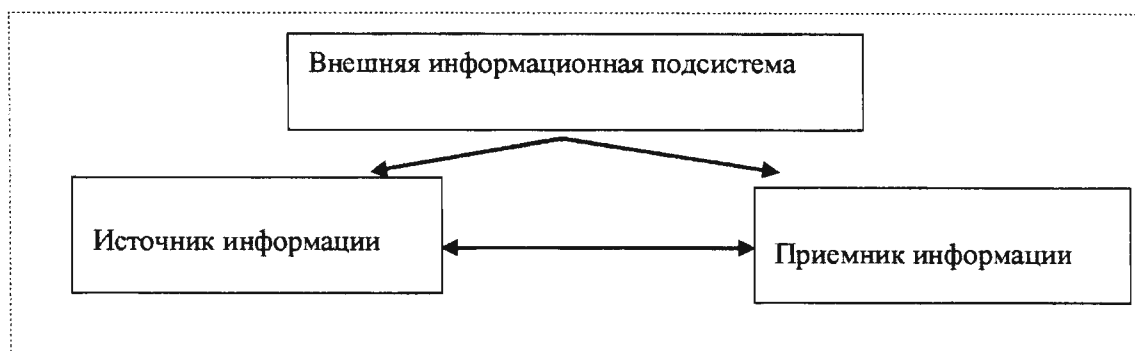 Внешняя информационная подсистема
Источник информации
Приемник информации